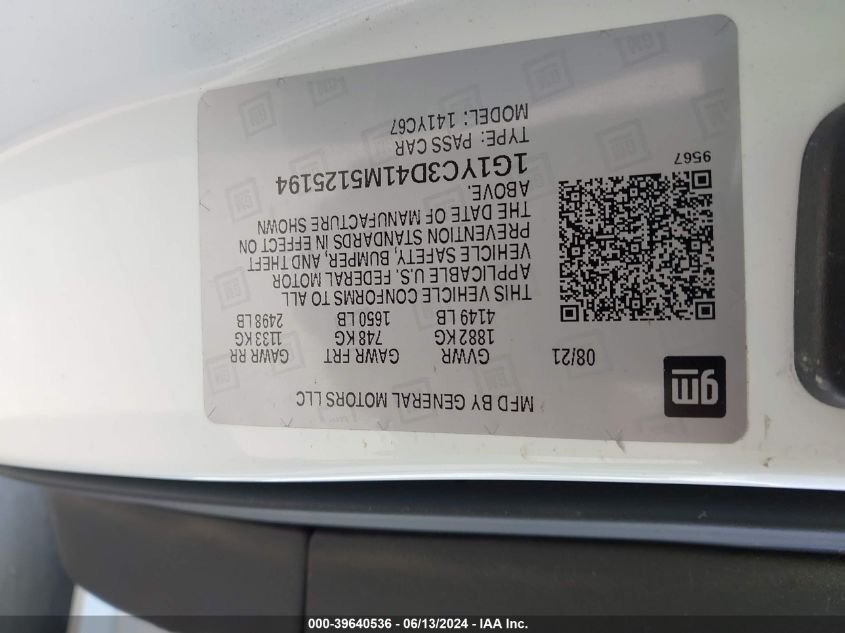 gm
MFD BY GENERAL MOTORS LLC
08/21 GVWR GAWR FRT GAWR RR
1882 KG 748 KG 1133 KG
4149 LB 1650 LB 2498 LB
THIS VEHICLE CONFORMS TO ALL
APPLICABLE U.S. FEDERAL MOTOR
VEHICLE SAFETY, BUMPER, AND THEFT
PREVENTION STANDARDS IN EFFECT ON
THE DATE OF MANUFACTURE SHOWN
ABOVE.
1G1YC3D41M5125194
TYPE: PASS CAR
MODEL: 141YC67
9567
000-39640536 - 06/13/2024 - IAA Inc.